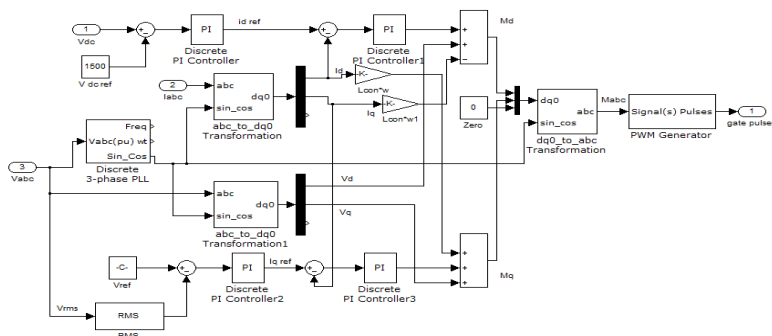 1
Vdc
1500
V dc ref
PI
Discrete
PI Controller
id ref
PI
Discrete
PI Controller1
Md
2
Iabc
abc
sin_cos
dq0
abc_to_dq0
Transformation
Id
-K-
Lcon*w
Iq
-K-
Lcon*w1
0
Zero
dq0
sin_cos
abc
dq0_to_abc
Transformation
Mabc
Signal(s) Pulses
PWM Generator
1
gate pulse
3
Vabc
Freq
Vabc(pu) wt
Sin_Cos
Discrete
3-phase PLL
abc
sin_cos
dq0
abc_to_dq0
Transformation1
Vd
Vq
-C-
Vref
PI
Discrete
PI Controller2
Iq ref
PI
Discrete
PI Controller3
Mq
Vrms
RMS
RMS